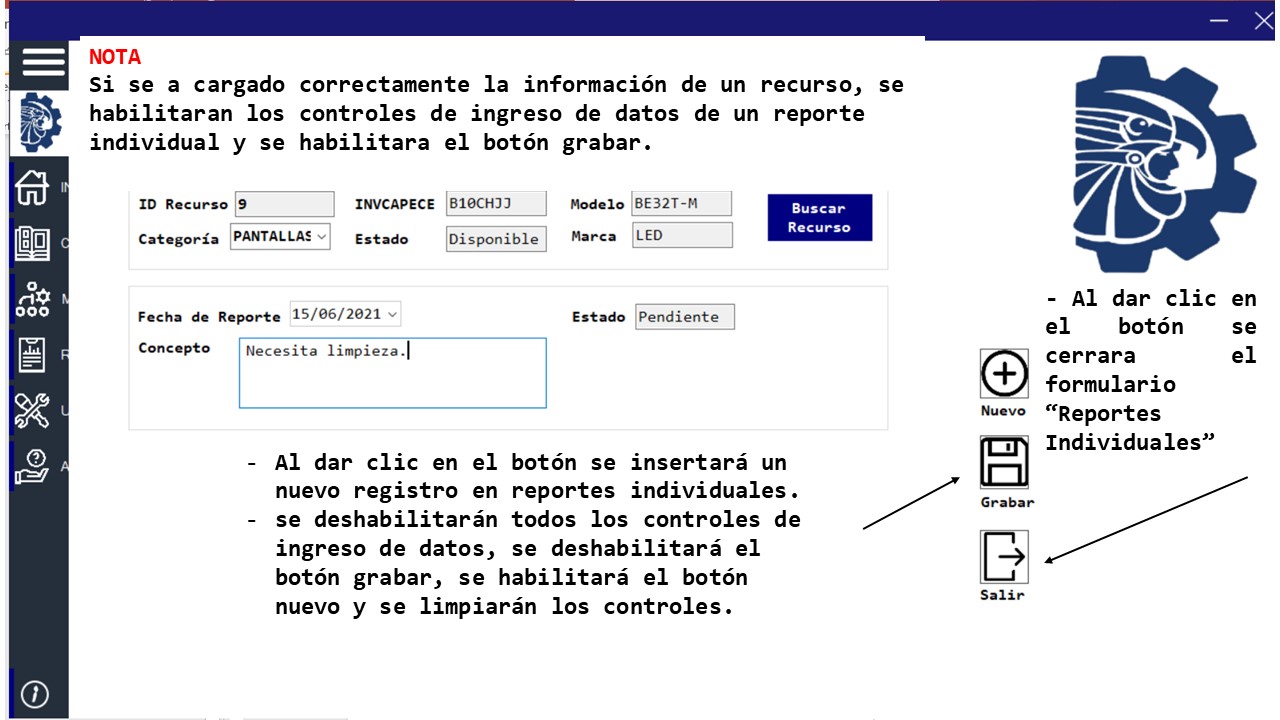 NOTA
Si se a cargado correctamente la información de un recurso, se
habilitaran los controles de ingreso de datos de un reporte
individual y se habilitara el botón grabar.
ID Recurso 9 INVCAPECE B10CHJJ Modelo BE32T-M Buscar
Recurso
Categoría PANTALLAS Estado Disponible Marca LED
Fecha de Reporte 15/06/2021 Estado Pendiente
Concepto Necesita limpieza.
- Al dar clic en
el botón se
cerrara el
formulario
“Reportes
Individuales”
Nuevo
Grabar
Salir
- Al dar clic en el botón se insertará un
nuevo registro en reportes individuales.
- se deshabilitarán todos los controles de
ingreso de datos, se deshabilitará el
botón grabar, se habilitará el botón
nuevo y se limpiarán los controles.